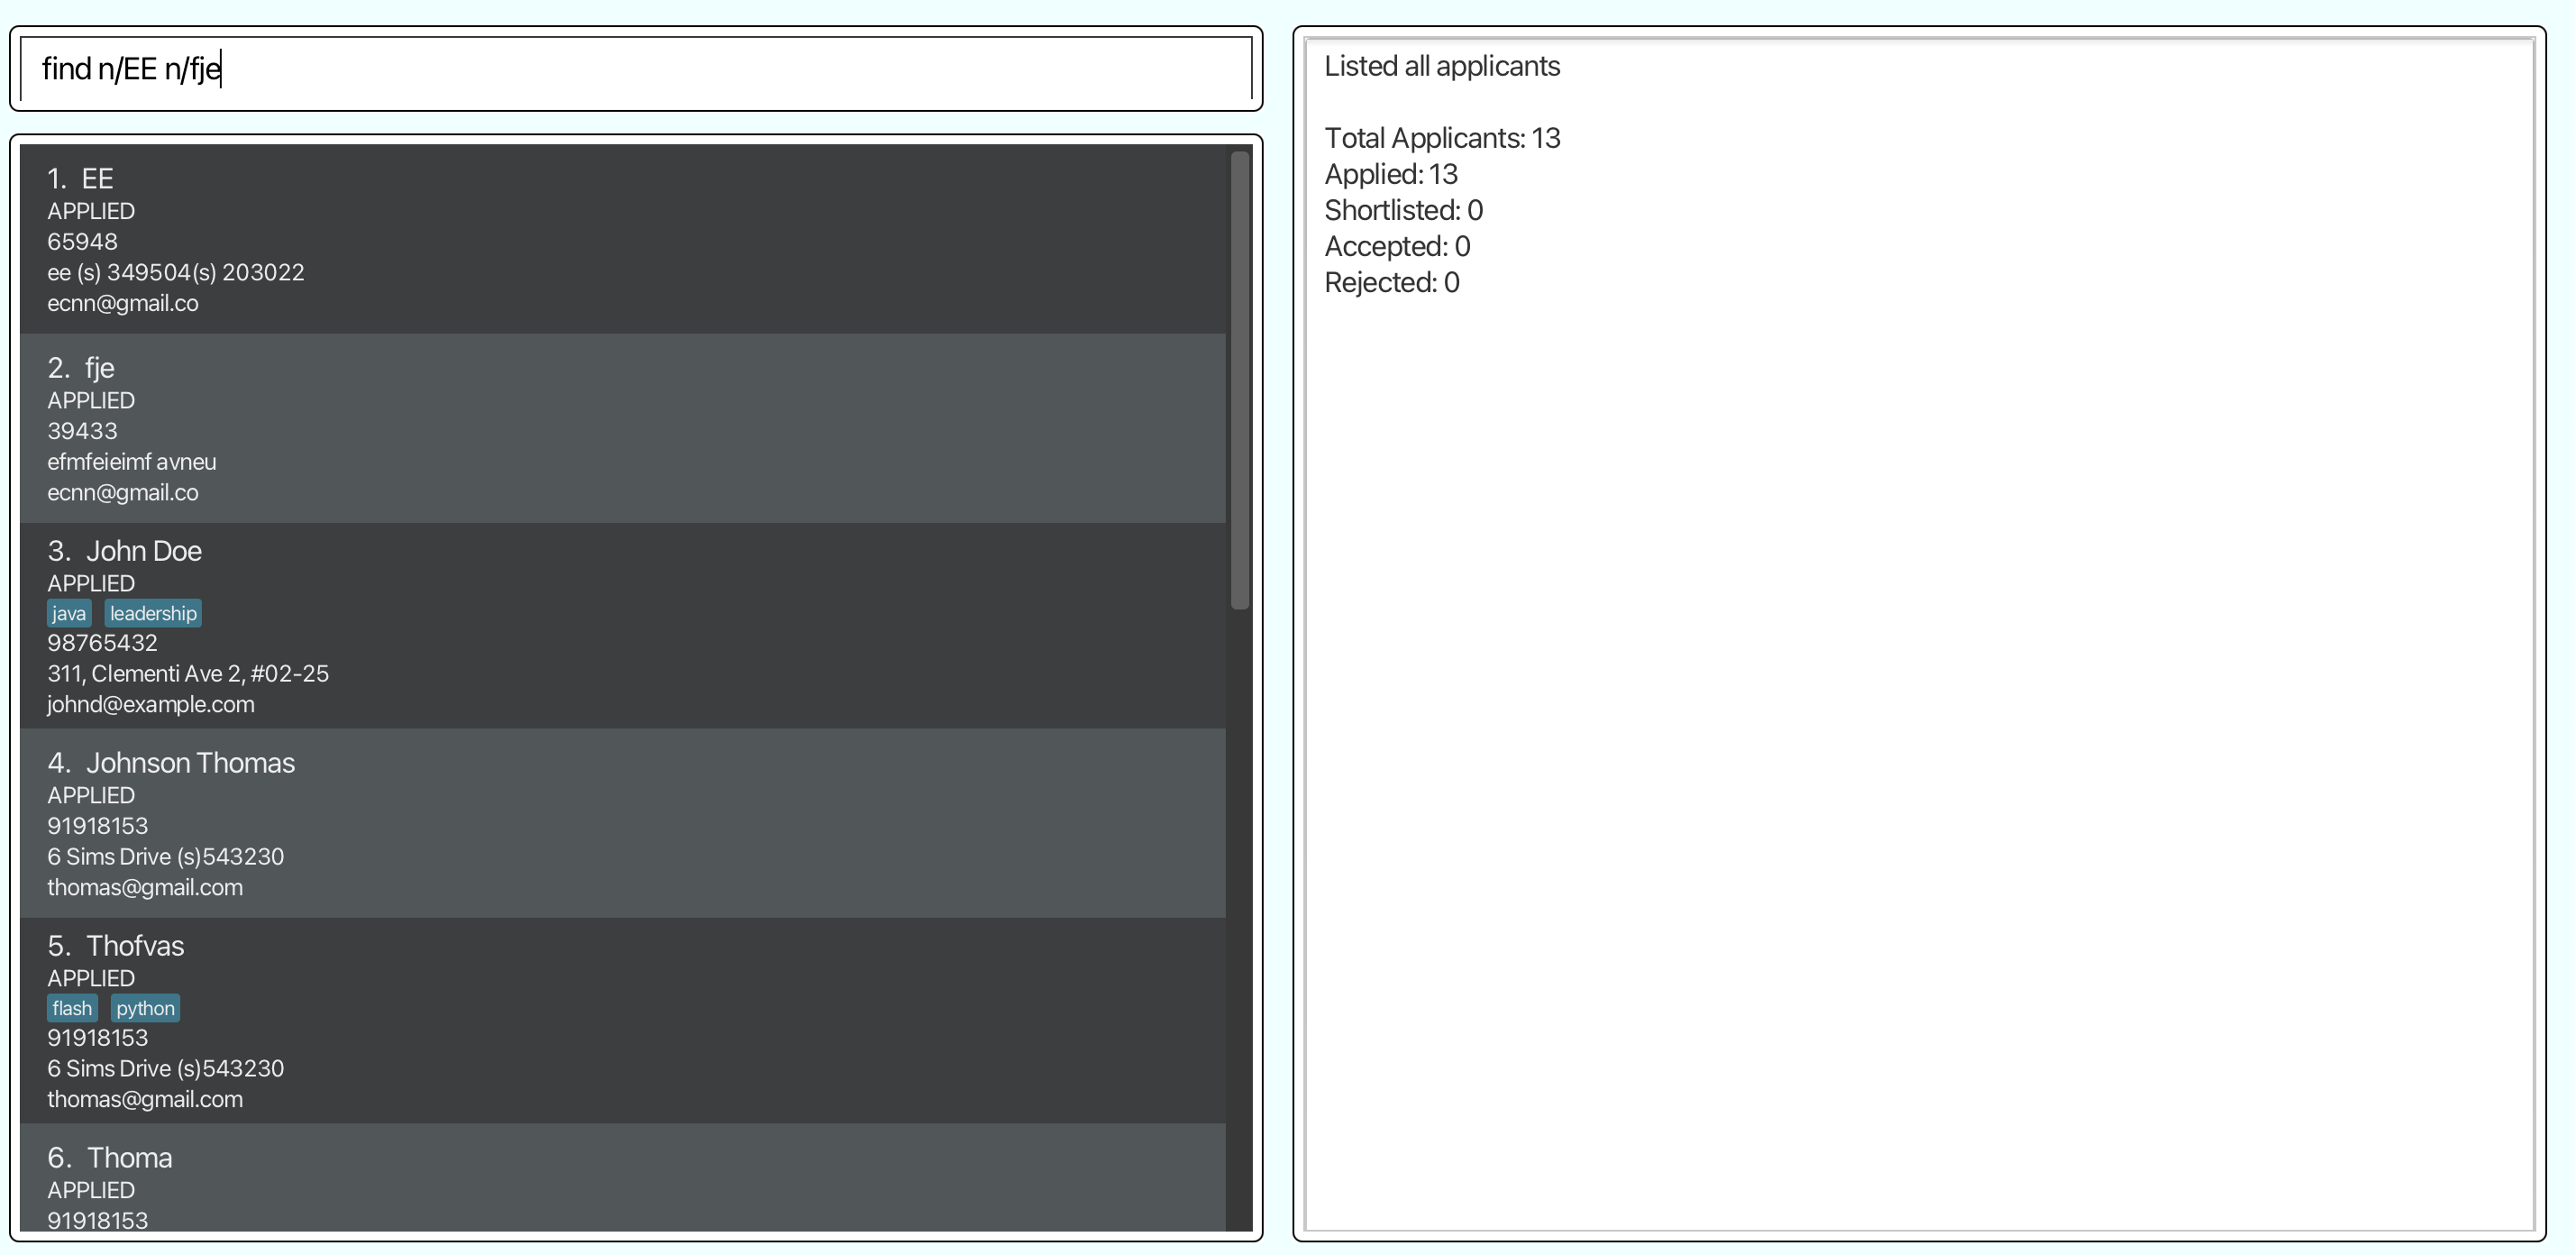 find n/EE n/fje
1. EE
APPLIED
65948
ee (s) 349504(s) 203022
ecnn@gmail.co
2. fje
APPLIED
39433
efmfeieimf avneu
ecnn@gmail.co
3. John Doe
APPLIED
java leadership
98765432
311, Clementi Ave 2, #02-25
johnd@example.com
4. Johnson Thomas
APPLIED
91918153
6 Sims Drive (s)543230
thomas@gmail.com
5. Thofvas
APPLIED
flash python
91918153
6 Sims Drive (s)543230
thomas@gmail.com
6. Thoma
APPLIED
91918153
Listed all applicants
Total Applicants: 13
Applied: 13
Shortlisted: 0
Accepted: 0
Rejected: 0